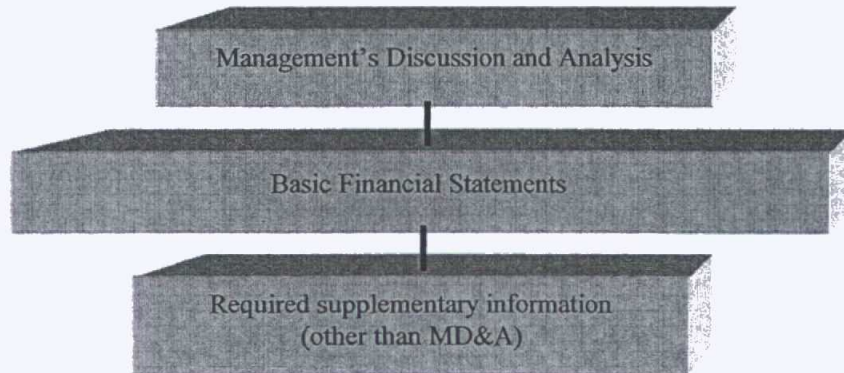 Management's Discussion and Analysis
Basic Financial Statements
Required supplementary information
(other than MD&A)